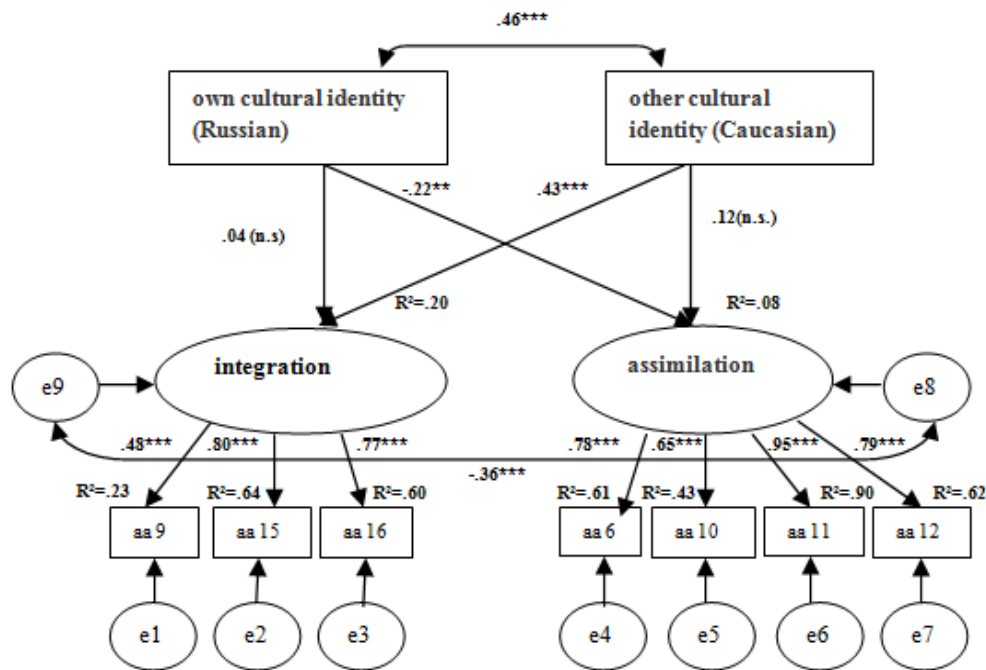 .46***
own cultural identity
(Russian)
other cultural
identity (Caucasian)
-.22**
.43***
.04 (n.s)
.12(n.s.)
R²=.20
R²=.08
integration
assimilation
e9
e8
.48***
.80***
.77***
.78***
.65***
.95***
.79***
-.36***
R²=.23
R²=.64
R²=.60
R²=.61
R²=.43
R²=.90
R²=.62
aa 9
aa 15
aa 16
aa 6
aa 10
aa 11
aa 12
e1
e2
e3
e4
e5
e6
e7